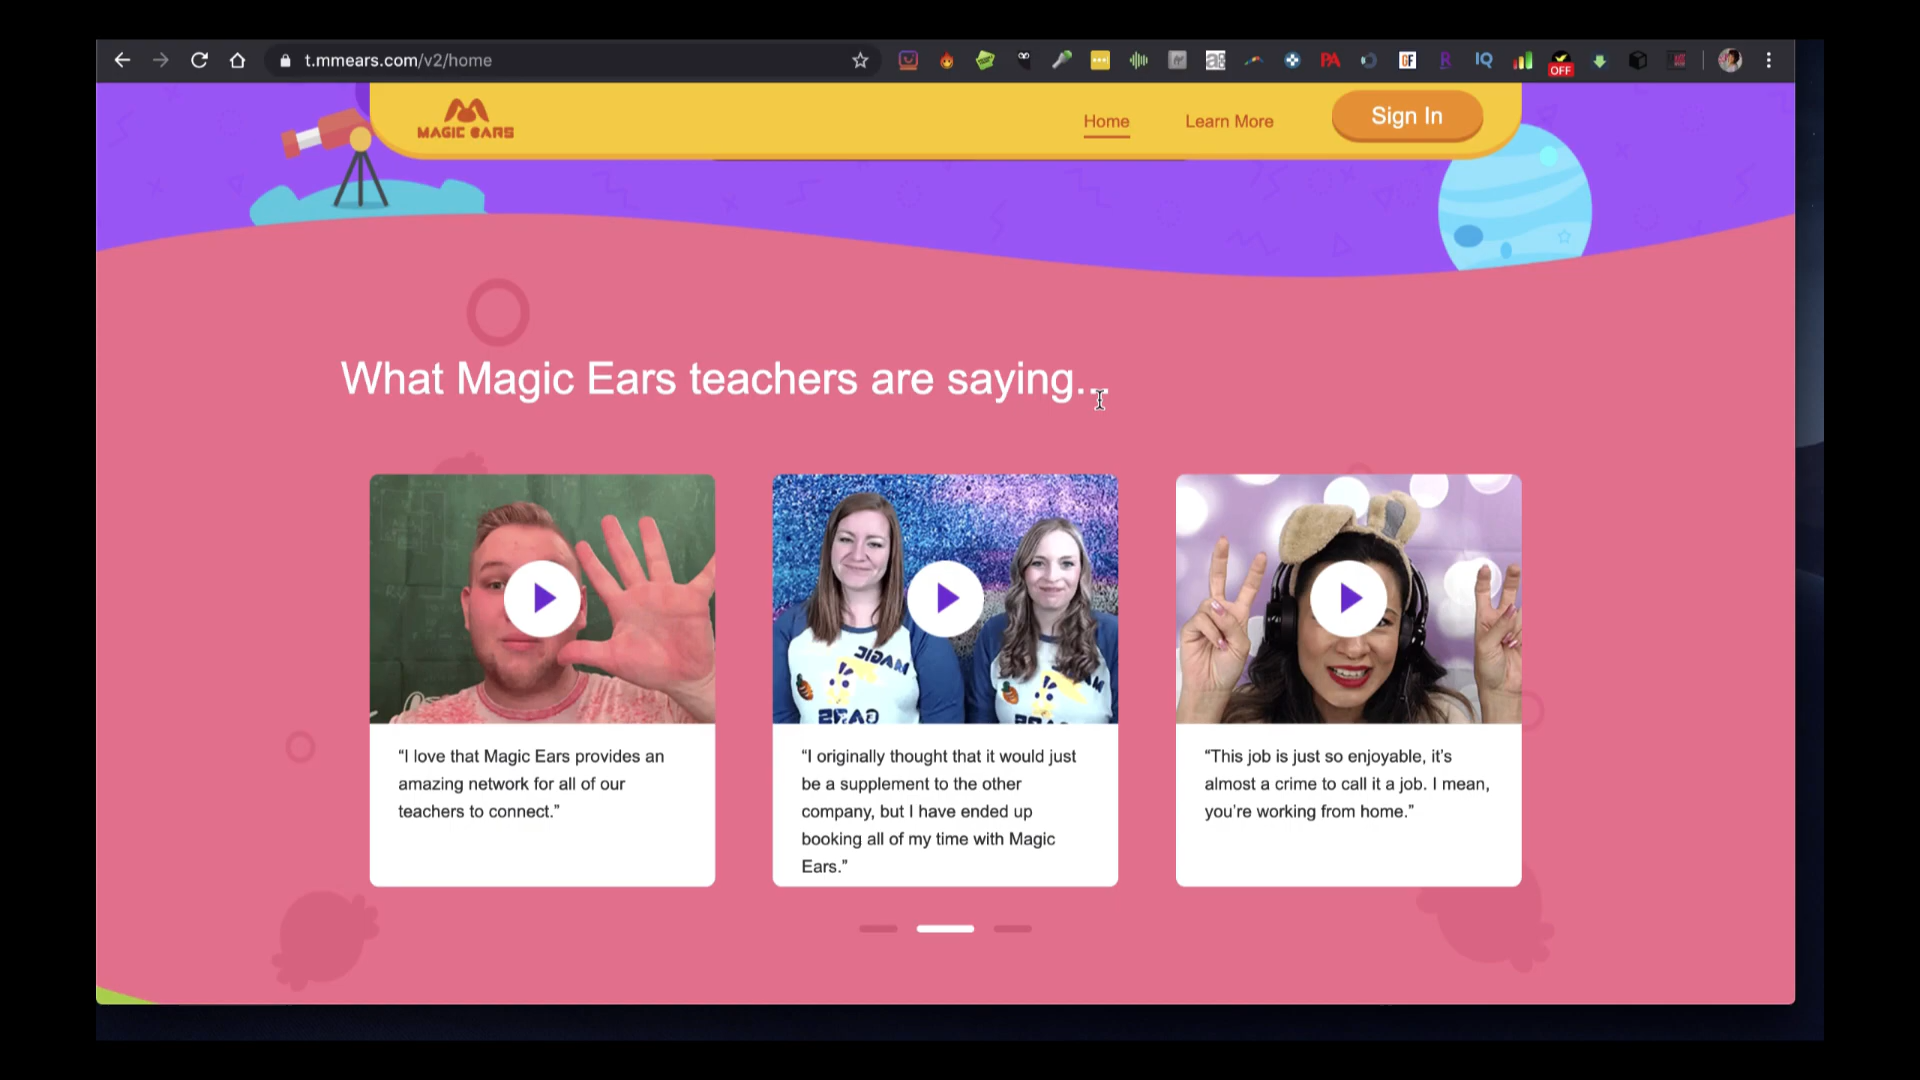 t.mmears.com/v2/home
OFF
MAGIC EARS
Home
Learn More
Sign In
What Magic Ears teachers are saying...
“I love that Magic Ears provides an
amazing network for all of our
teachers to connect.”
“I originally thought that it would just
be a supplement to the other
company, but I have ended up
booking all of my time with Magic
Ears.”
“This job is just so enjoyable, it’s
almost a crime to call it a job. I mean,
you’re working from home.”